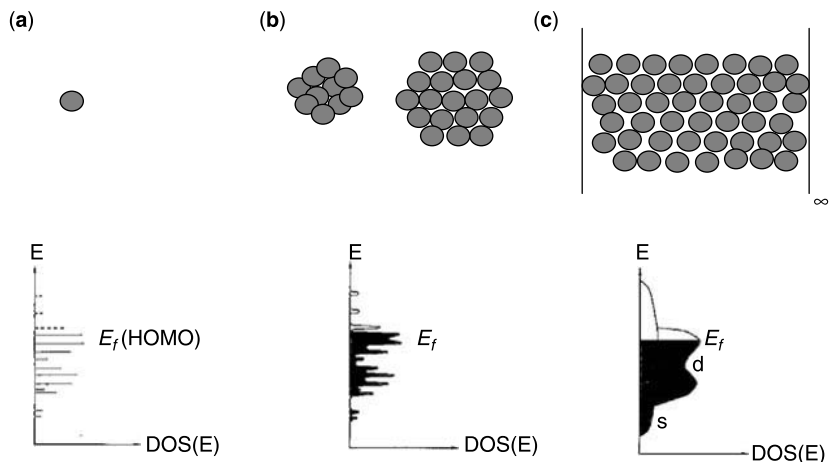 (a)
(b)
(c)
∞
E
E_f (HOMO)
DOS(E)
E
E_f
DOS(E)
E
E_f
d
s
DOS(E)